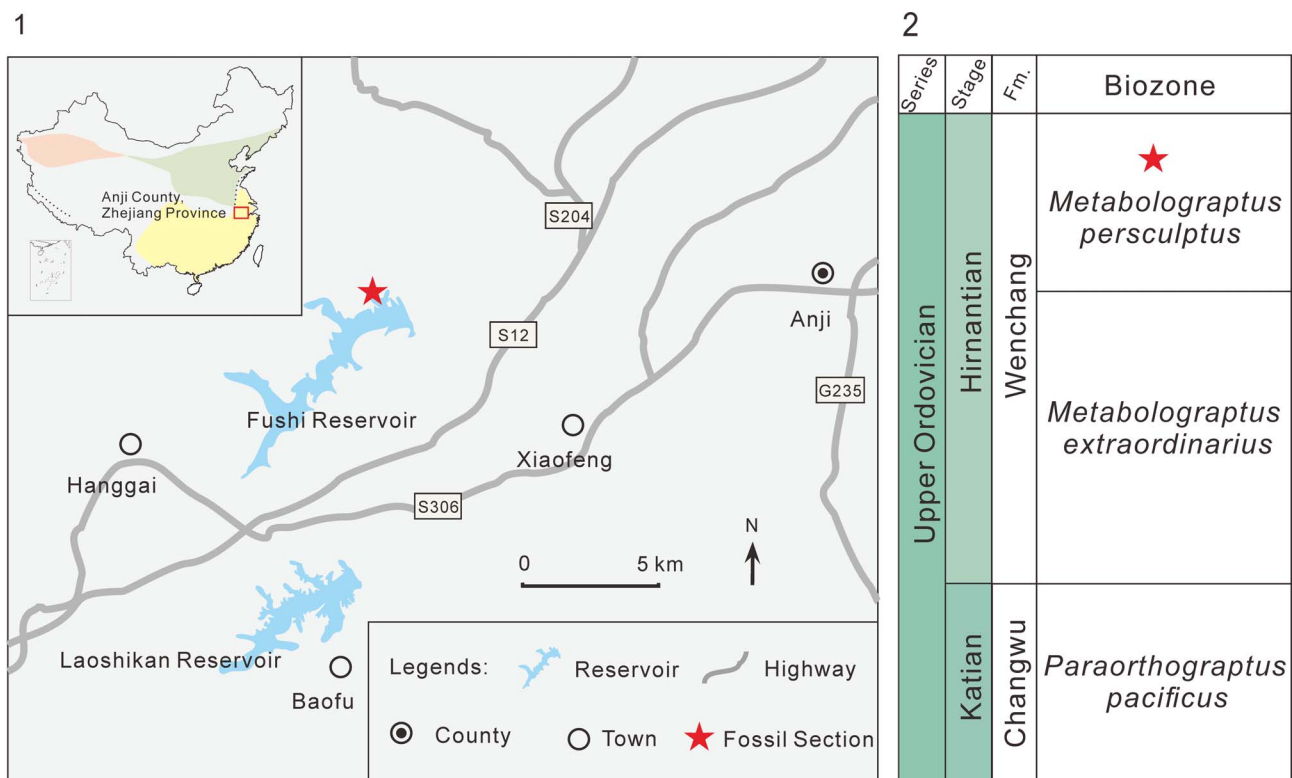 1
Anji County,
Zhejiang Province
S204
Anji
S12
G235
Fushi Reservoir
Xiaofeng
Hanggai
S306
N
0 5 km
Laoshikan Reservoir
Baofu
Legends:
Reservoir
Highway
County
Town
Fossil Section
2
Series
Stage
Fm.
Biozone
Upper Ordovician
Hirnantian
Wenchang
Metabolograptus
persculptus
Metabolograptus
extraordinarius
Katian
Changwu
Paraorthograptus
pacificus